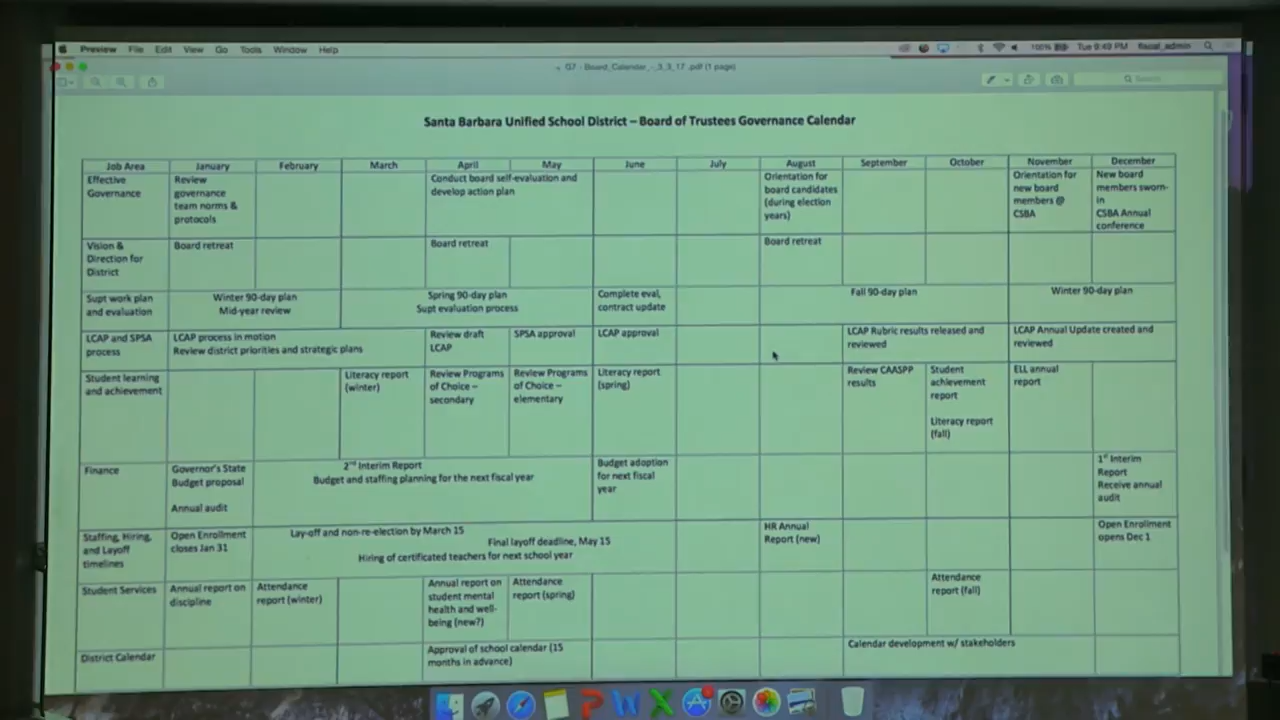 Preview File Edit View Go Tools Window Help
100% Tue 9:49 PM fiscal_admin
G7 - Board_Calendar_-_3_3_17 .pdf (1 page)
Search
Santa Barbara Unified School District – Board of Trustees Governance Calendar
Job Area January February March April May June July August September October November December
Effective
Governance
Review
governance
team norms &
protocols
Conduct board self-evaluation and
develop action plan
Orientation for
board candidates
(during election
years)
Orientation for
new board
members @
CSBA
New board
members sworn-
in
CSBA Annual
conference
Vision &
Direction for
District
Board retreat
Board retreat
Board retreat
Supt work plan
and evaluation
Winter 90-day plan
Mid-year review
Spring 90-day plan
Supt evaluation process
Complete eval,
contract update
Fall 90-day plan
Winter 90-day plan
LCAP and SPSA
process
LCAP process in motion
Review district priorities and strategic plans
Review draft
LCAP
SPSA approval
LCAP approval
LCAP Rubric results released and
reviewed
LCAP Annual Update created and
reviewed
Student learning
and achievement
Literacy report
(winter)
Review Programs
of Choice –
secondary
Review Programs
of Choice –
elementary
Literacy report
(spring)
Review CAASPP
results
Student
achievement
report
Literacy report
(fall)
ELL annual
report
Finance
Governor's State
Budget proposal
Annual audit
2nd Interim Report
Budget and staffing planning for the next fiscal year
Budget adoption
for next fiscal
year
1st Interim
Report
Receive annual
audit
Staffing, Hiring,
and Layoff
timelines
Open Enrollment
closes Jan 31
Lay-off and non-re-election by March 15
Final layoff deadline, May 15
Hiring of certificated teachers for next school year
HR Annual
Report (new)
Open Enrollment
opens Dec 1
Student Services
Annual report on
discipline
Attendance
report (winter)
Annual report on
student mental
health and well-
being (new?)
Attendance
report (spring)
Attendance
report (fall)
District Calendar
Approval of school calendar (15
months in advance)
Calendar development w/ stakeholders